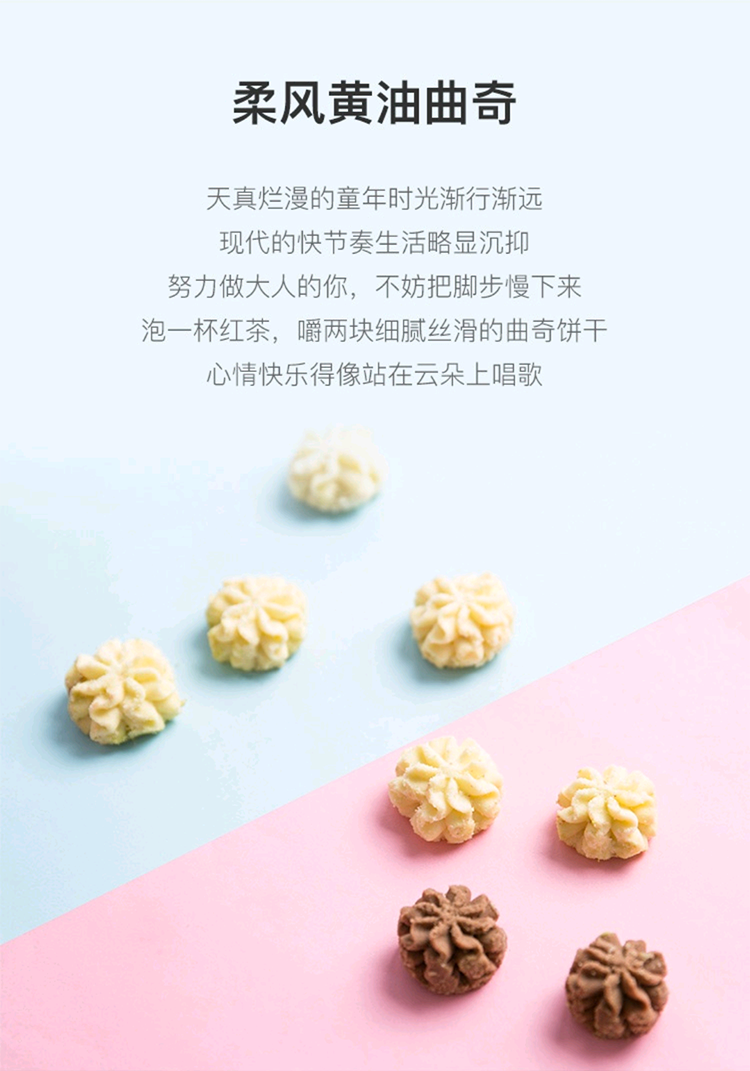 柔风黄油曲奇
天真烂漫的童年时光渐行渐远
现代的快节奏生活略显沉抑
努力做大人的你，不妨把脚步慢下来
泡一杯红茶，嚼两块细腻丝滑的曲奇饼干
心情快乐得像站在云朵上唱歌